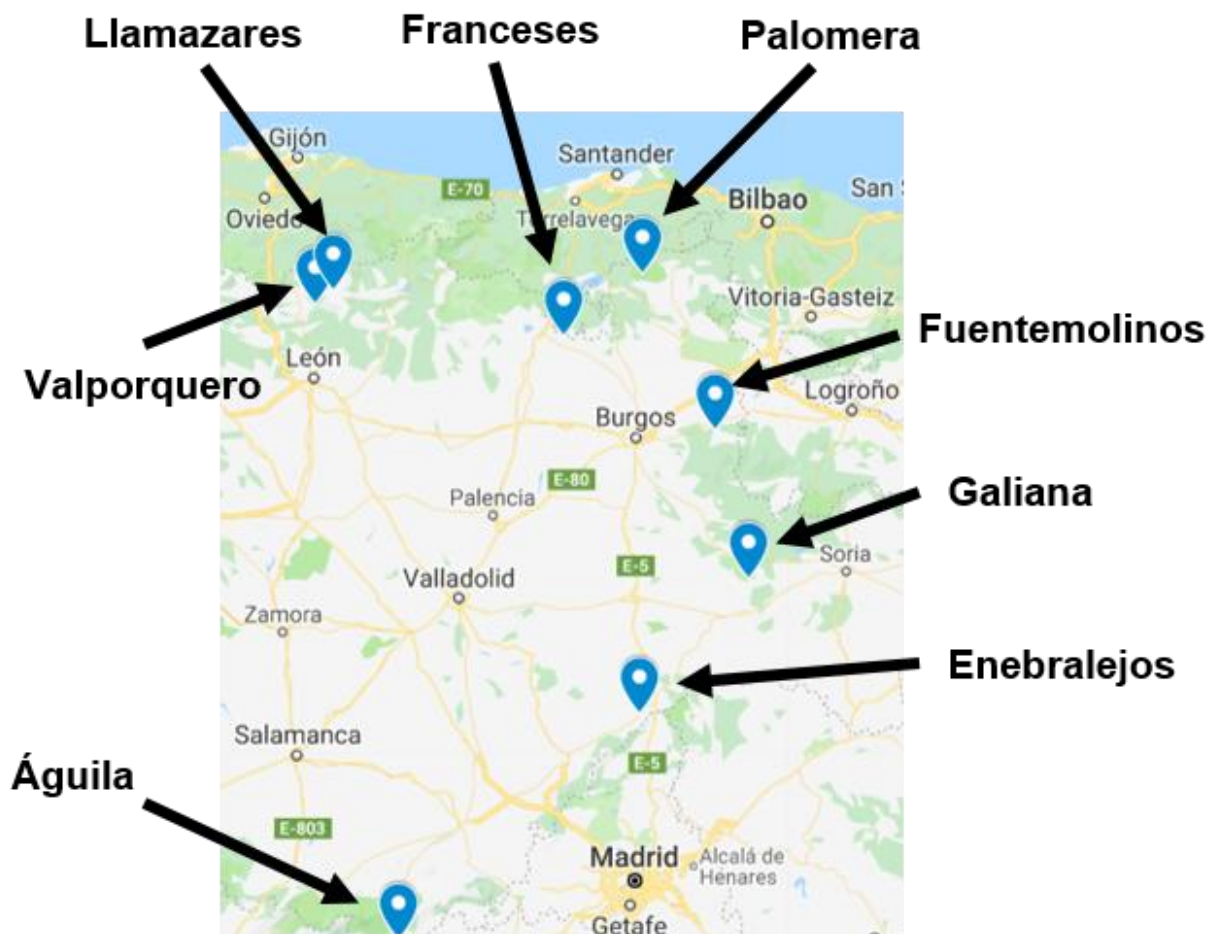 Llamazares
Franceses
Palomera
Gijón
Santander
E-70
Bilbao
San
Oviedo
Torrelavega
Vitoria-Gasteiz
Fuentemolinos
León
Valporquero
Logroño
Burgos
E-80
Palencia
Galiana
Soria
E-5
Valladolid
Zamora
Enebralejos
Salamanca
Águila
E-5
E-803
Madrid
Alcalá de
Henares
Getafe